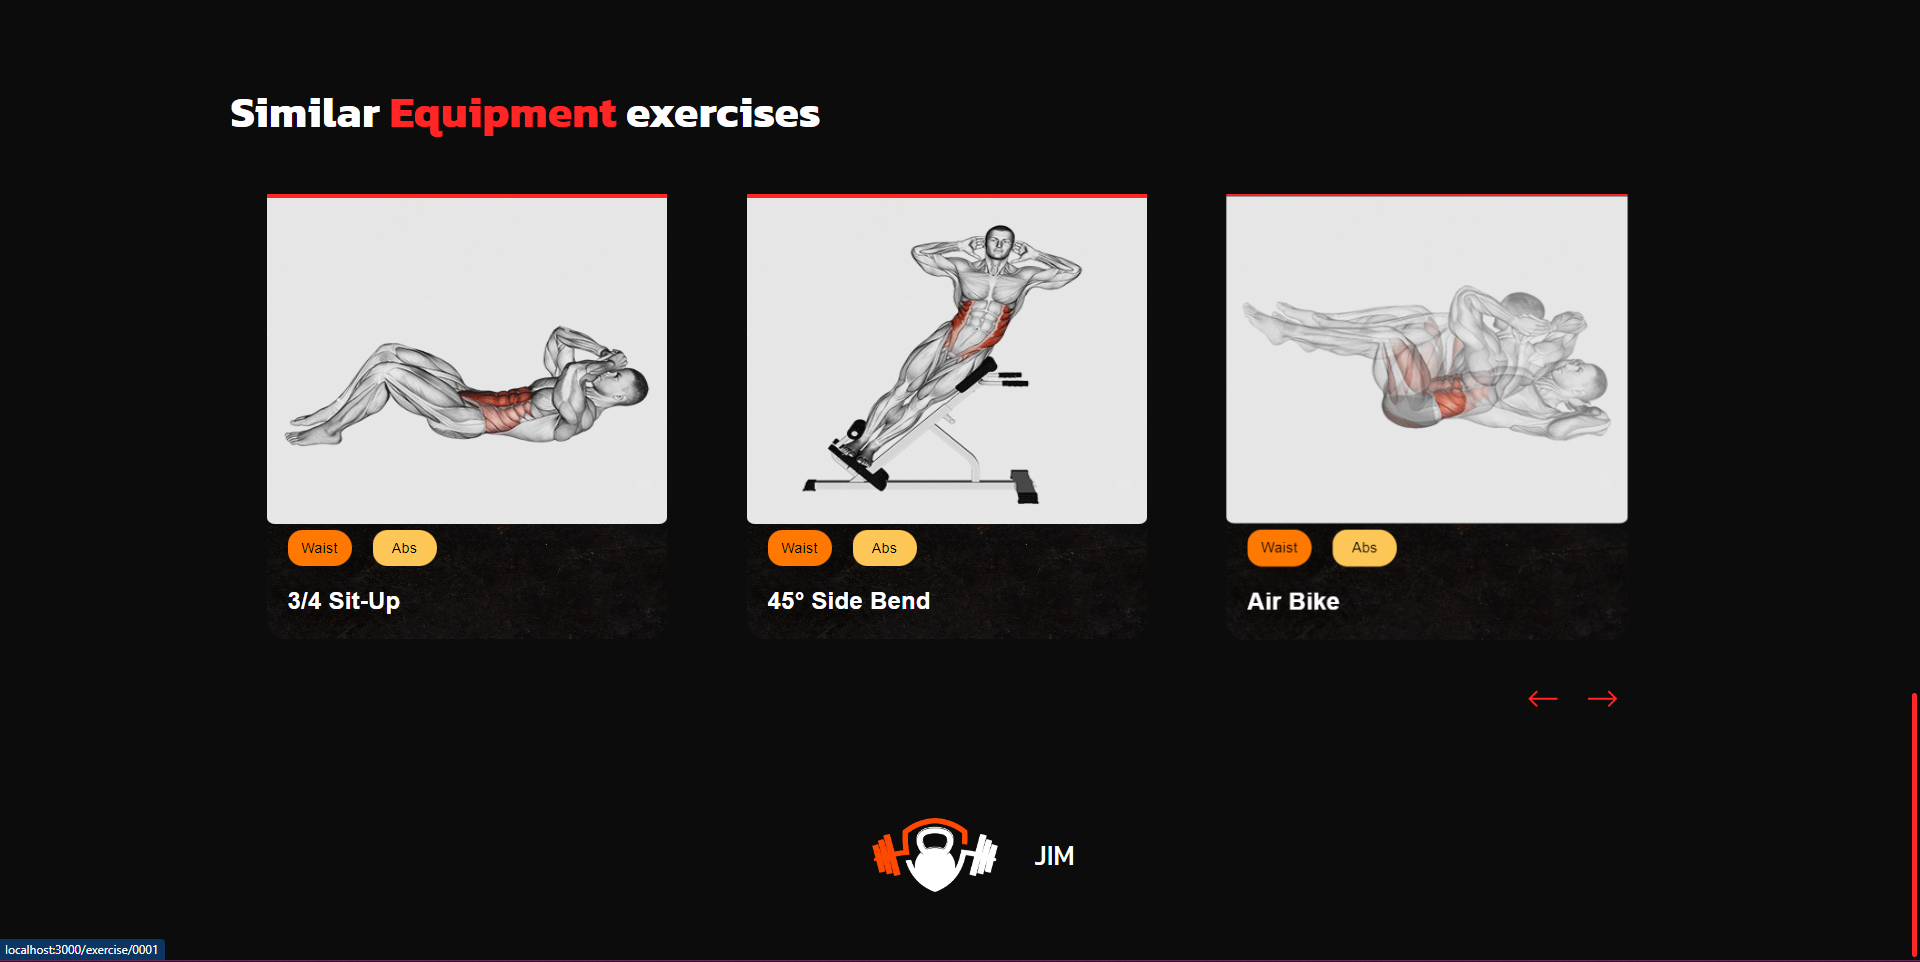 Similar Equipment exercises
Waist Abs
3/4 Sit-Up
Waist Abs
45° Side Bend
Waist Abs
Air Bike
JIM
localhost:3000/exercise/0001